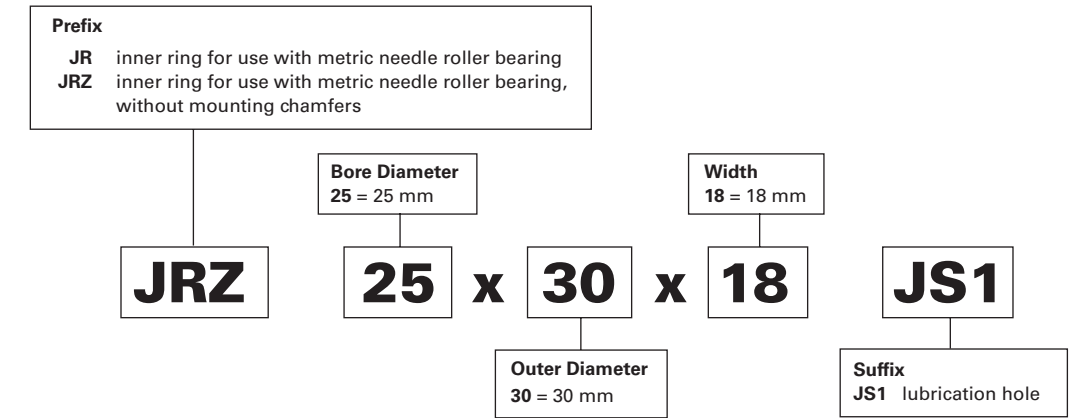 Prefix
JR inner ring for use with metric needle roller bearing
JRZ inner ring for use with metric needle roller bearing,
without mounting chamfers
Bore Diameter
25 = 25 mm
Width
18 = 18 mm
JRZ 25 x 30 x 18 JS1
Outer Diameter
30 = 30 mm
Suffix
JS1 lubrication hole